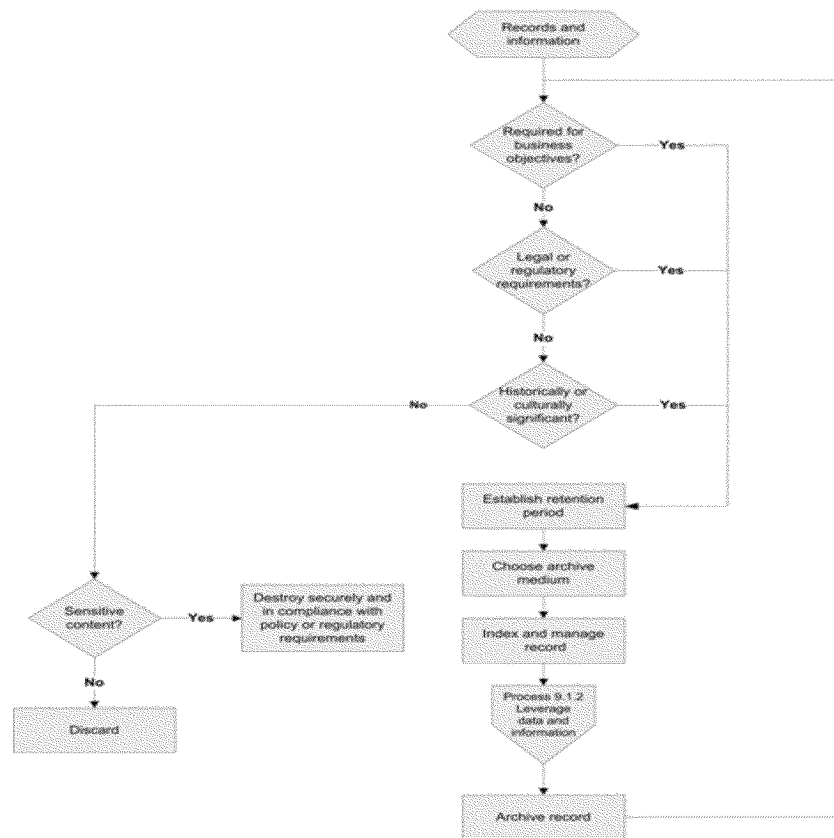 Records and
information
Required for
business
objectives?
Yes
No
Legal or
regulatory
requirements?
Yes
No
Historically or
culturally
significant?
Yes
No
Establish retention
period
Choose archive
medium
Sensitive
content?
Yes
Destroy securely and
in compliance with
policy or regulatory
requirements
Index and manage
record
No
Process 9.1.2
Leverage
data and
information
Discard
Archive record